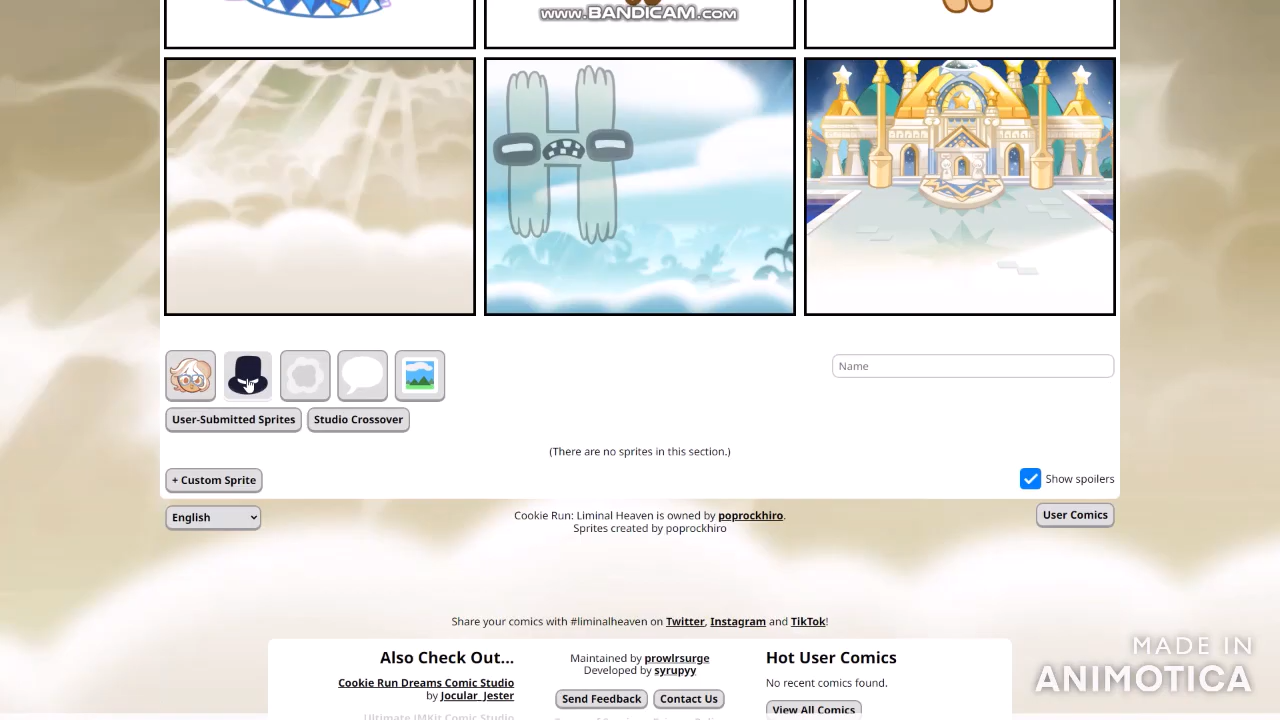 www.BANDICAM.com
Name
User-Submitted Sprites
Studio Crossover
(There are no sprites in this section.)
+ Custom Sprite
Show spoilers
English
Cookie Run: Liminal Heaven is owned by poprockhiro.
Sprites created by poprockhiro
User Comics
Share your comics with #liminalheaven on Twitter, Instagram and TikTok!
Also Check Out...
Cookie Run Dreams Comic Studio
by Jocular_Jester
Ultimate JMKit Comic Studio
Maintained by prowlrsurge
Developed by syrupyy
Send Feedback
Contact Us
Hot User Comics
No recent comics found.
View All Comics
MADE IN
ANIMOTICA